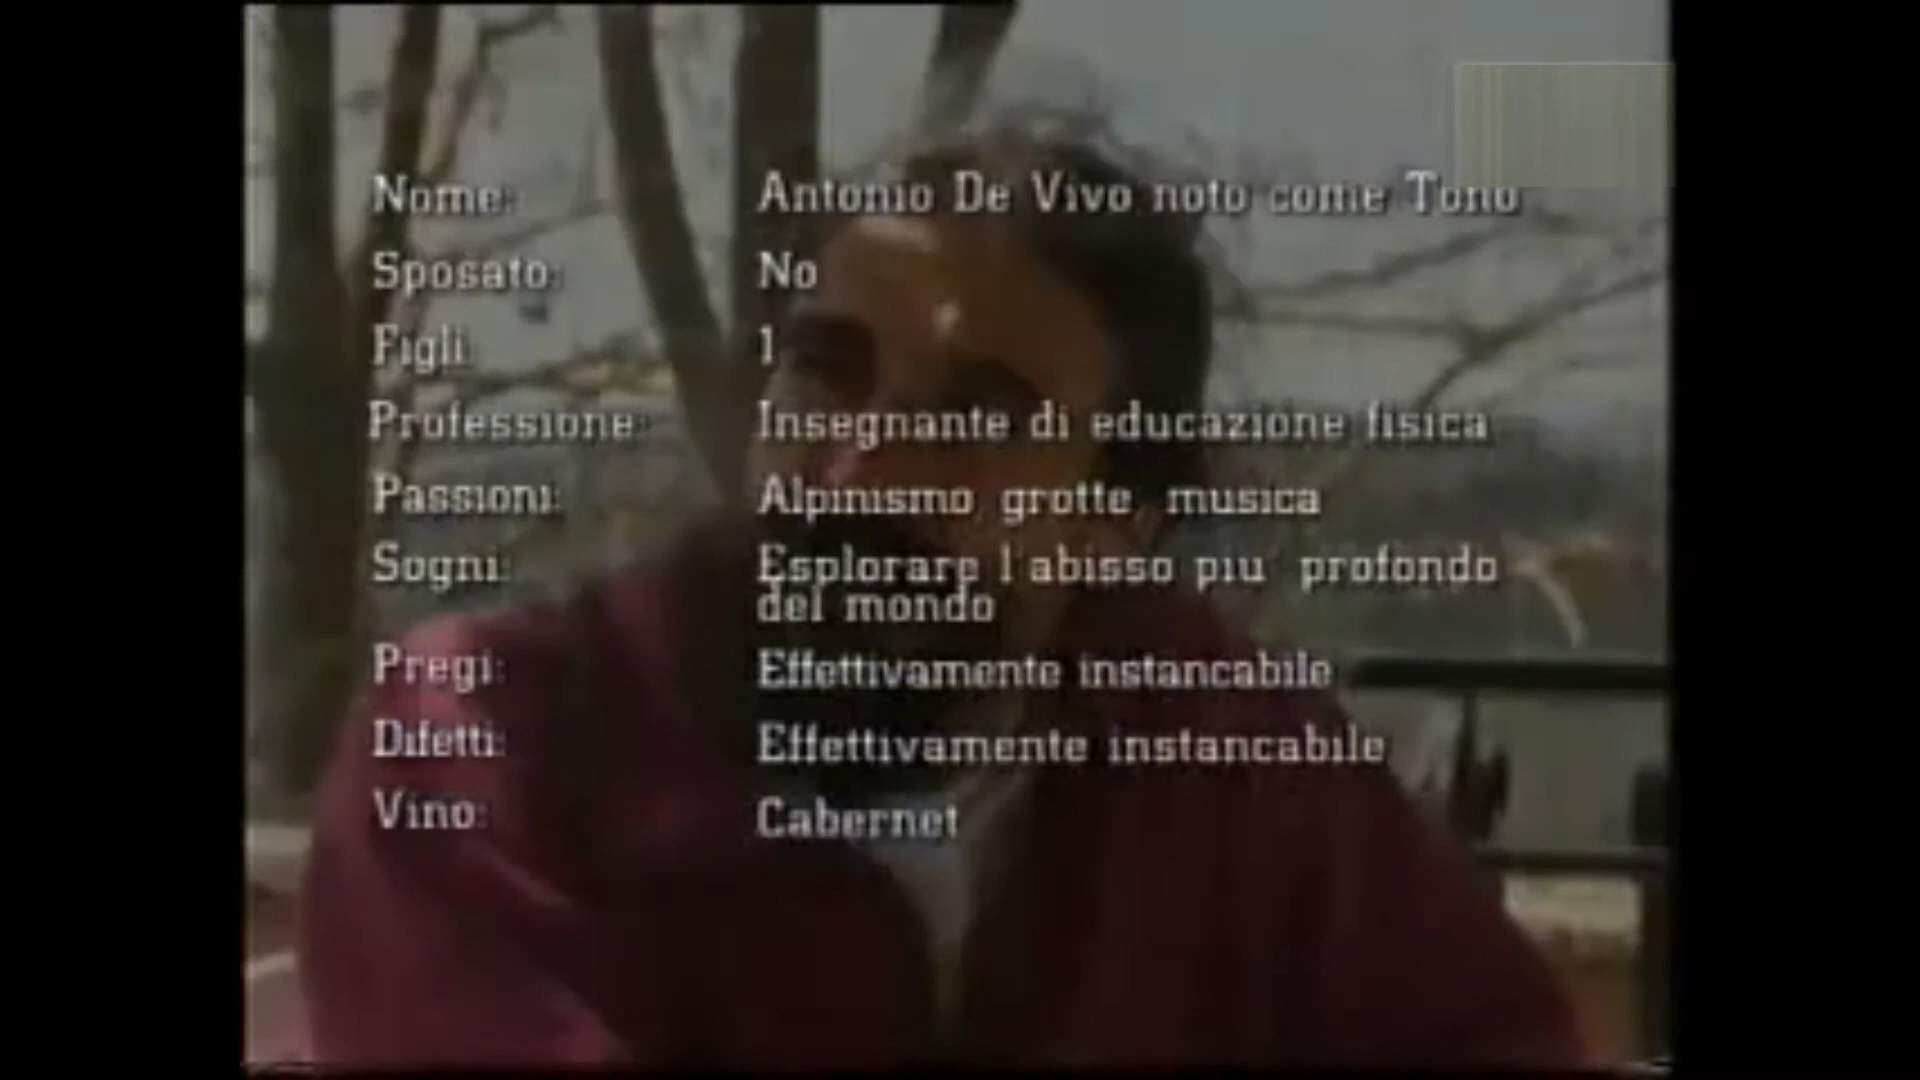 Nome: Antonio De Vivo noto come Tono
Sposato: No
Figli: 1
Professione: Insegnante di educazione fisica
Passioni: Alpinismo, grotte, musica
Sogni: Esplorare l'abisso piu' profondo
del mondo
Pregi: Effettivamente instancabile
Difetti: Effettivamente instancabile
Vino: Cabernet